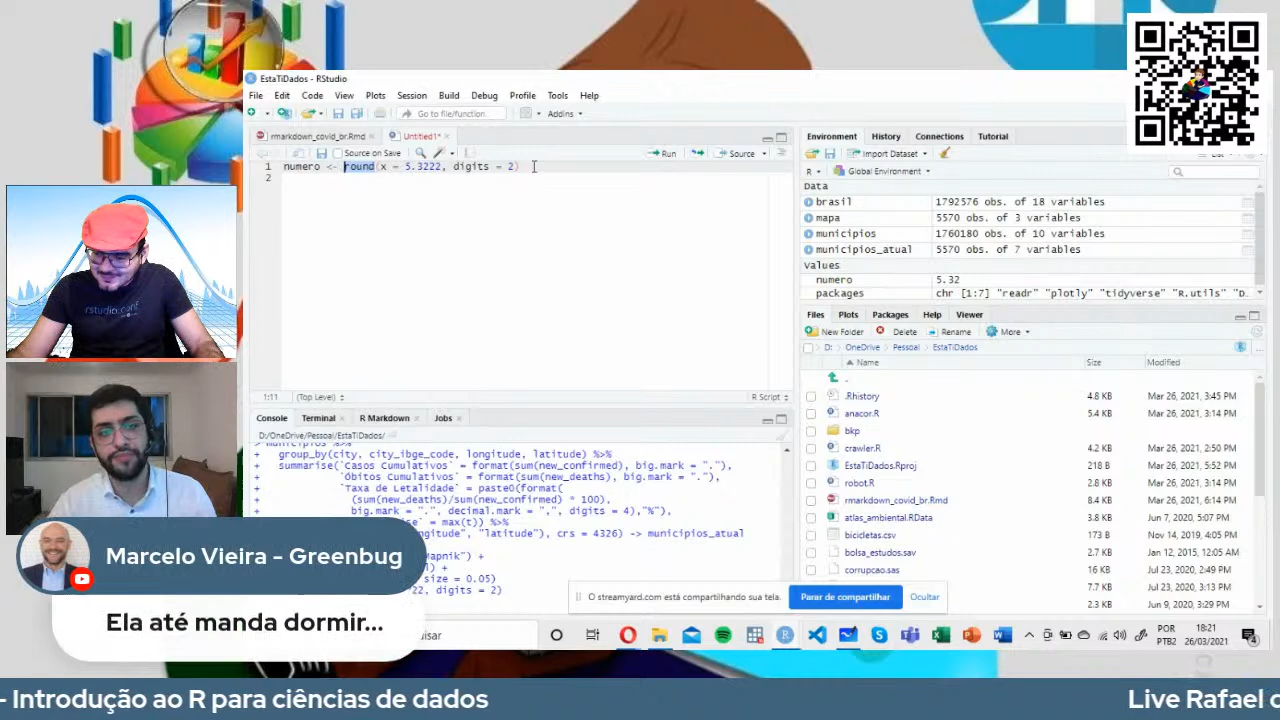 EstaTiDados - RStudio
File Edit Code View Plots Session Build Debug Profile Tools Help
Go to file/function Addins
rmarkdown_covid_br.Rmd Untitled1*
Source on Save Run Source
1 numero <- round(x = 5.3222, digits = 2)
2
1:11 (Top Level) R Script
Console Terminal R Markdown Jobs
D:/OneDrive/Pessoal/EstaTiDados/
> municipios %>%
+ group_by(city, city_ibge_code, longitude, latitude) %>%
+ summarise(`Casos Cumulativos` = format(sum(new_confirmed), big.mark = "."),
+ `Óbitos Cumulativos` = format(sum(new_deaths), big.mark = "."),
+ `Taxa de Letalidade` = paste0(format(
+ (sum(new_deaths)/sum(new_confirmed) * 100),
+ big.mark = ".", decimal.mark = ",", digits = 4),"%"),
= max(t)) %>%
"latitude"), crs = 4326) -> municipios_atual
size = 0.05)
digits = 2)
Environment History Connections Tutorial
Import Dataset
R Global Environment
Data
brasil 1792576 obs. of 18 variables
mapa 5570 obs. of 3 variables
municipios 1760180 obs. of 10 variables
municipios_atual 5570 obs. of 7 variables
Values
numero 5.32
packages chr [1:7] "readr" "plotly" "tidyverse" "R.utils" "D…
Files Plots Packages Help Viewer
New Folder Delete Rename More
D: OneDrive Pessoal EstaTiDados
Name Size Modified
..
.Rhistory 4.8 KB Mar 26, 2021, 3:45 PM
anacor.R 5.4 KB Mar 26, 2021, 3:14 PM
bkp
crawler.R 4.2 KB Mar 26, 2021, 3:50 PM
EstaTiDados.Rproj 218 B Mar 26, 2021, 5:52 PM
robot.R 2.8 KB Mar 26, 2021, 3:14 PM
rmarkdown_covid_br.Rmd 8.4 KB Mar 26, 2021, 6:14 PM
atlas_ambiental.RData 3.8 KB Jun 7, 2020, 5:07 PM
bicicletas.csv 173 B Nov 14, 2019, 4:05 PM
bolsa_estudos.sav 2.7 KB Jan 12, 2015, 12:05 AM
corrupcao.sas 16 KB Jul 23, 2020, 2:49 PM
7.7 KB Jul 23, 2020, 3:13 PM
2.3 KB Jun 9, 2020, 3:29 PM
O streamyard.com está compartilhando sua tela. Parar de compartilhar Ocultar
POR
PTB2
18:21
26/03/2021
4
rstudio::conf
Marcelo Vieira - Greenbug
Ela até manda dormir...
- Introdução ao R para ciências de dados
Live Rafael